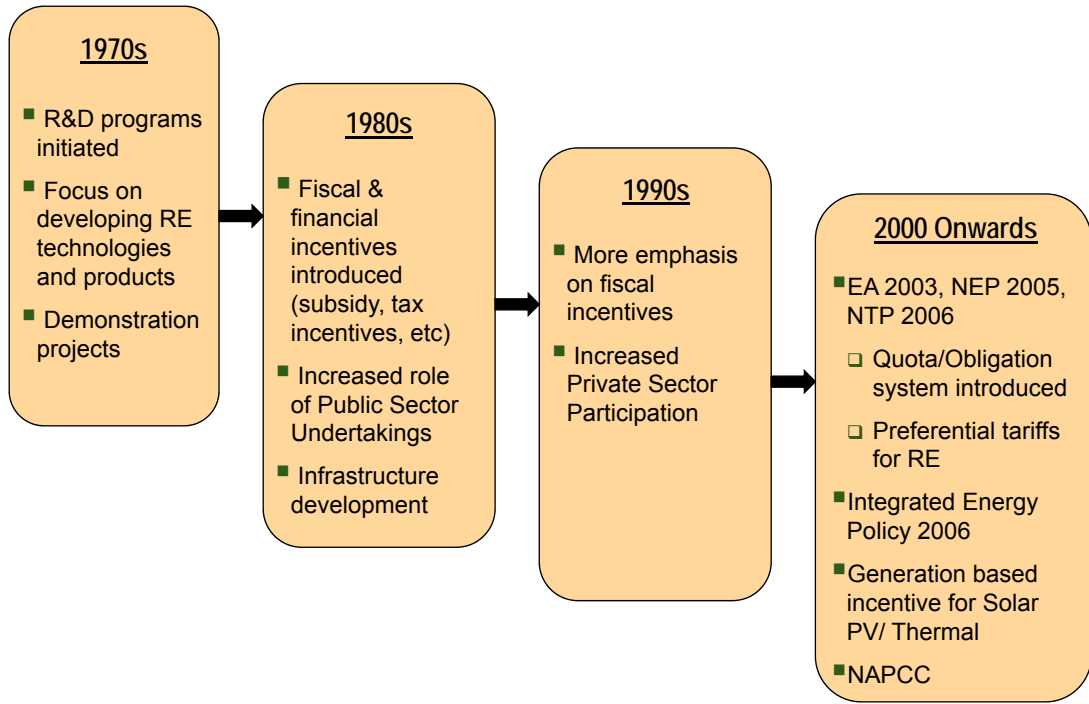 1970s
■ R&D programs
initiated
■ Focus on
developing RE
technologies
and products
■ Demonstration
projects
1980s
■ Fiscal &
financial
incentives
introduced
(subsidy, tax
incentives, etc)
■ Increased role
of Public Sector
Undertakings
■ Infrastructure
development
1990s
■ More emphasis
on fiscal
incentives
■ Increased
Private Sector
Participation
2000 Onwards
■ EA 2003, NEP 2005,
NTP 2006
❑ Quota/Obligation
system introduced
❑ Preferential tariffs
for RE
■ Integrated Energy
Policy 2006
■ Generation based
incentive for Solar
PV/ Thermal
■ NAPCC